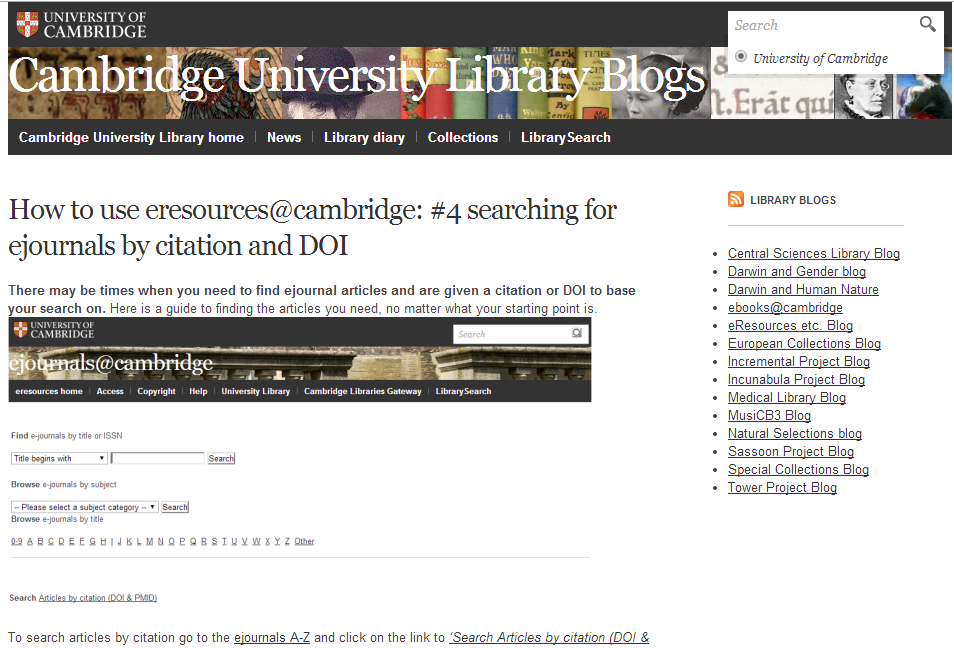 UNIVERSITY OF
CAMBRIDGE
Search
University of Cambridge
Cambridge University Library Blogs
t.Erāt quí
Cambridge University Library home
News
Library diary
Collections
LibrarySearch
How to use eresources@cambridge: #4 searching for
ejournals by citation and DOI
There may be times when you need to find ejournal articles and are given a citation or DOI to base
your search on. Here is a guide to finding the articles you need, no matter what your starting point is.
UNIVERSITY OF
CAMBRIDGE
Search
ejournals@cambridge
eresources home
Access
Copyright
Help
University Library
Cambridge Libraries Gateway
LibrarySearch
Find e-journals by title or ISSN
Title begins with
Search
Browse e-journals by subject
-- Please select a subject category --
Search
Browse e-journals by title
0-9 A B C D E F G H I J K L M N O P Q R S T U V W X Y Z Other
Search Articles by citation (DOI & PMID)
To search articles by citation go to the ejournals A-Z and click on the link to ‘Search Articles by citation (DOI &
LIBRARY BLOGS
Central Sciences Library Blog
Darwin and Gender blog
Darwin and Human Nature
ebooks@cambridge
eResources etc. Blog
European Collections Blog
Incremental Project Blog
Incunabula Project Blog
Medical Library Blog
MusiCB3 Blog
Natural Selections blog
Sassoon Project Blog
Special Collections Blog
Tower Project Blog